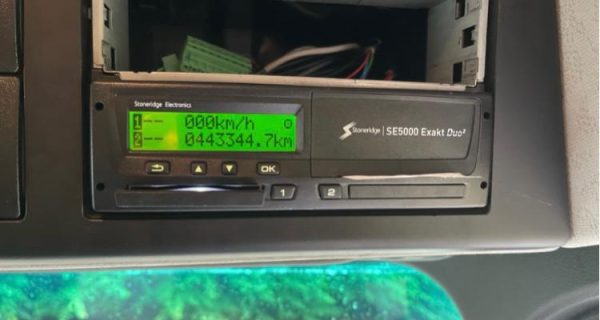 Stoneridge Electronics
1 -- -- 000km/h
2 -- -- 0443344.7km
Stoneridge | SE5000 Exakt Duo²
OK
1 2